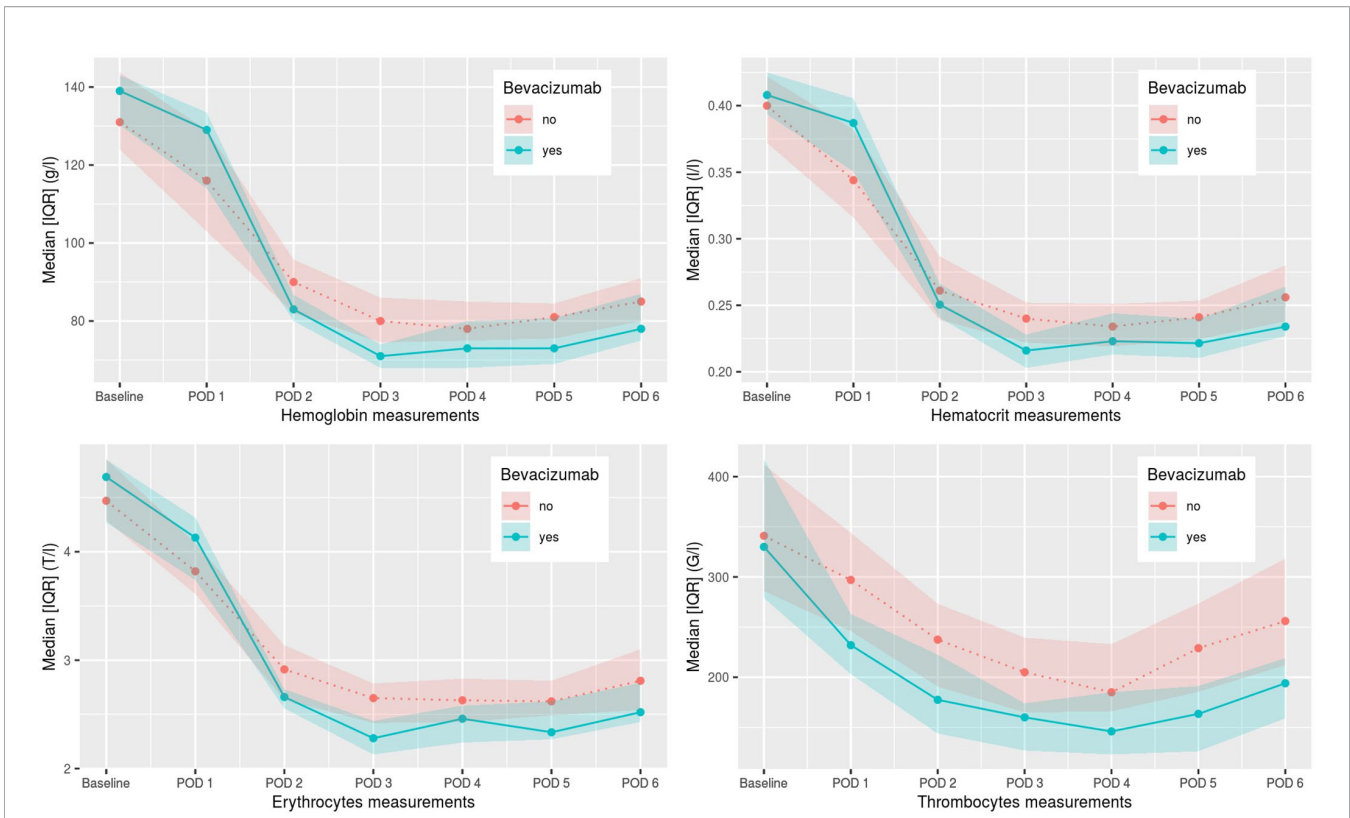 Median [IQR] (g/l)
140
120
100
80
Bevacizumab
no
yes
Baseline POD 1 POD 2 POD 3 POD 4 POD 5 POD 6
Hemoglobin measurements
Median [IQR] (l/l)
0.40
0.35
0.30
0.25
0.20
Bevacizumab
no
yes
Baseline POD 1 POD 2 POD 3 POD 4 POD 5 POD 6
Hematocrit measurements
Median [IQR] (T/l)
4
3
2
Bevacizumab
no
yes
Baseline POD 1 POD 2 POD 3 POD 4 POD 5 POD 6
Erythrocytes measurements
Median [IQR] (G/l)
400
300
200
Bevacizumab
no
yes
Baseline POD 1 POD 2 POD 3 POD 4 POD 5 POD 6
Thrombocytes measurements